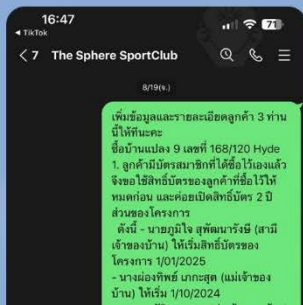 16:47
71
◀ TikTok
< 7 The Sphere SportClub
8/19(จ.)
เพิ่มข้อมูลและรายละเอียดลูกค้า 3 ท่าน
นี้ให้ทีนะคะ
ซื้อบ้านแปลง 9 เลขที่ 168/120 Hyde
1. ลูกค้ามีบัตรสมาชิกที่ได้ซื้อไว้เองแล้ว
จึงขอใช้สิทธิ์บัตรของลูกค้าที่ซื้อไว้ให้
หมดก่อน และค่อยเปิดสิทธิ์บัตร 2 ปี
ส่วนของโครงการ
ดังนี้ - นายภูมิใจ สุพัฒนารังษี (สามี
เจ้าของบ้าน) ให้เริ่มสิทธิ์บัตรของ
โครงการ 1/01/2025
- นางผ่องทิพย์ เกกะสุต (แม่เจ้าของ
บ้าน) ให้เริ่ม 1/10/2024